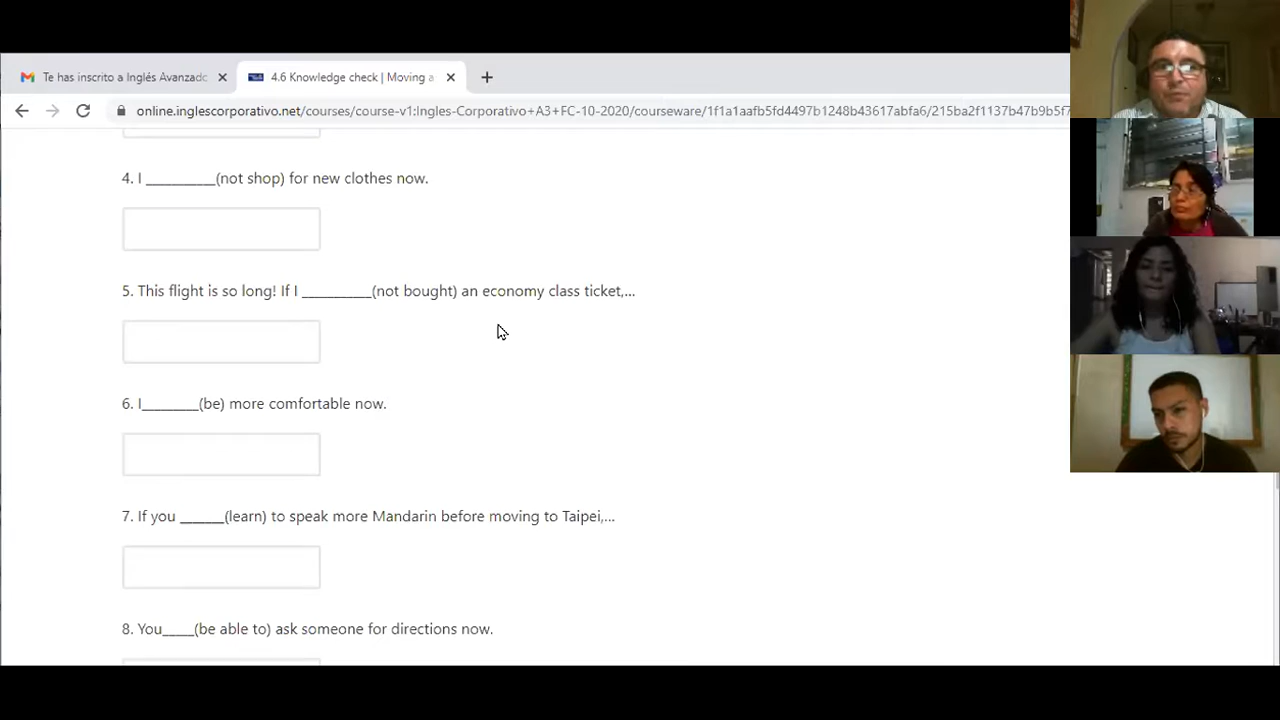 Te has inscrito a Inglés Avanzado
4.6 Knowledge check | Moving a
online.inglescorporativo.net/courses/course-v1:Ingles-Corporativo+A3+FC-10-2020/courseware/1f1a1aafb5fd4497b1248b43617abfa6/215ba2f1137b47b9b5f7
4. I __________(not shop) for new clothes now.
5. This flight is so long! If I __________(not bought) an economy class ticket,...
6. I________(be) more comfortable now.
7. If you ______(learn) to speak more Mandarin before moving to Taipei,...
8. You____(be able to) ask someone for directions now.